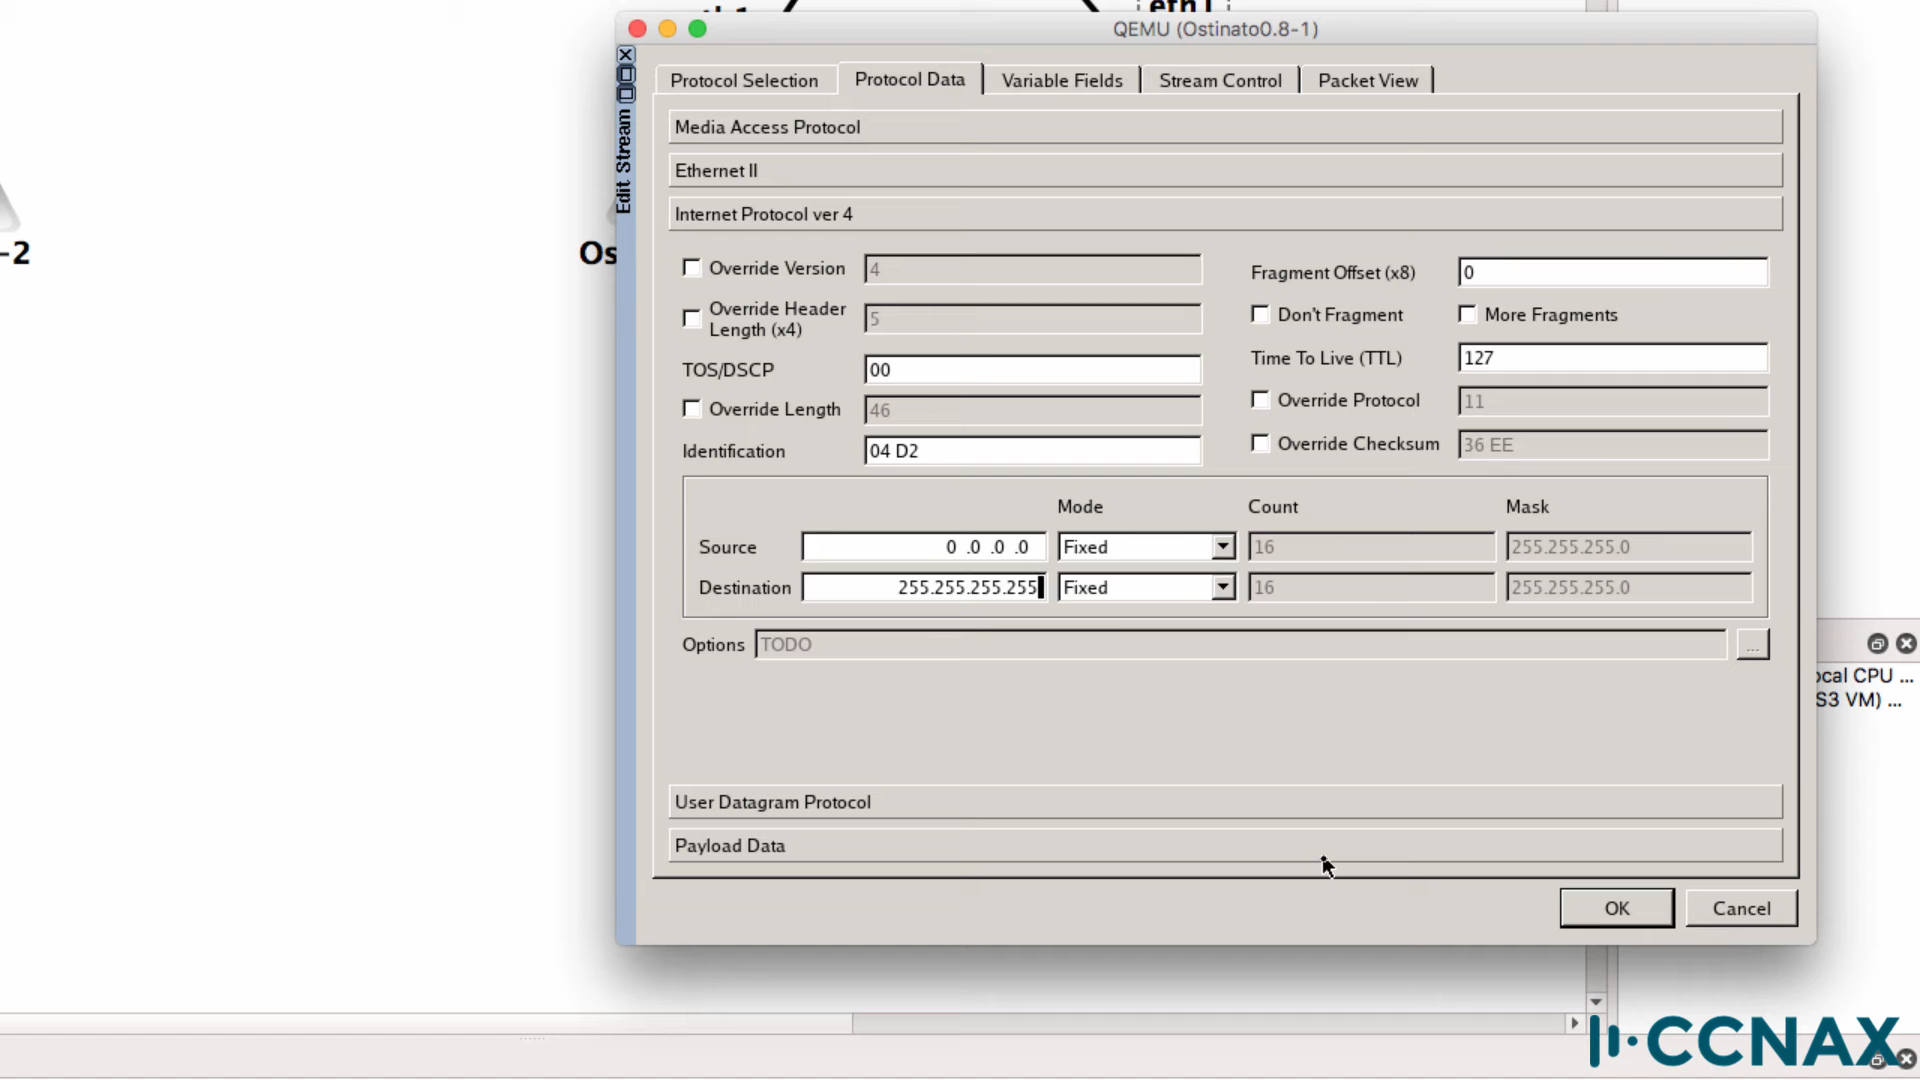 eth1
QEMU (Ostinato0.8-1)
Edit Stream
Protocol Selection
Protocol Data
Variable Fields
Stream Control
Packet View
Media Access Protocol
Ethernet II
Internet Protocol ver 4
Override Version 4
Fragment Offset (x8) 0
Override Header
Length (x4) 5
Don't Fragment
More Fragments
TOS/DSCP 00
Time To Live (TTL) 127
Override Length 46
Override Protocol 11
Identification 04 D2
Override Checksum 36 EE
Mode Count Mask
Source 0 .0 .0 .0 Fixed 16 255.255.255.0
Destination 255.255.255.255 Fixed 16 255.255.255.0
Options TODO ...
User Datagram Protocol
Payload Data
OK Cancel
-2
Os
ocal CPU ...
S3 VM) ...
CCNAX